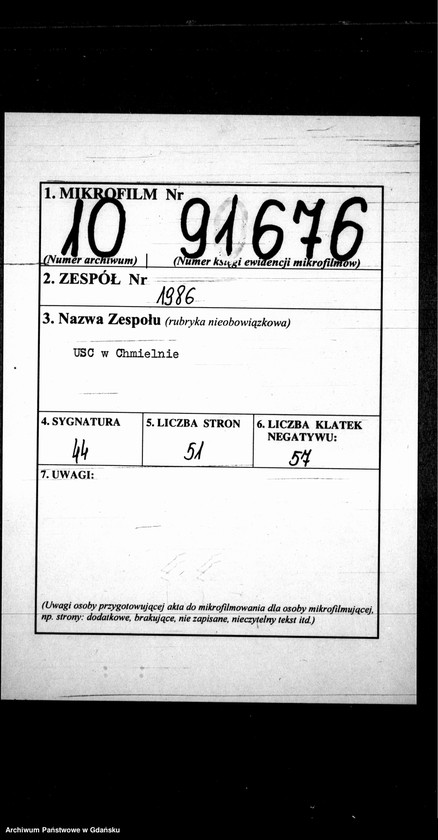 1. MIKROFILM Nr
10 91676
(Numer archiwum) (Numer księgi ewidencji mikrofilmów)
2. ZESPÓŁ Nr
1986
3. Nazwa Zespołu (rubryka nieobowiązkowa)
USC w Chmielnie
4. SYGNATURA
44
5. LICZBA STRON
51
6. LICZBA KLATEK
NEGATYWU:
57
7. UWAGI:
(Uwagi osoby przygotowującej akta do mikrofilmowania dla osoby mikrofilmującej,
np. strony: dodatkowe, brakujące, nie zapisane, nieczytelny tekst itd.)
Archiwum Państwowe w Gdańsku